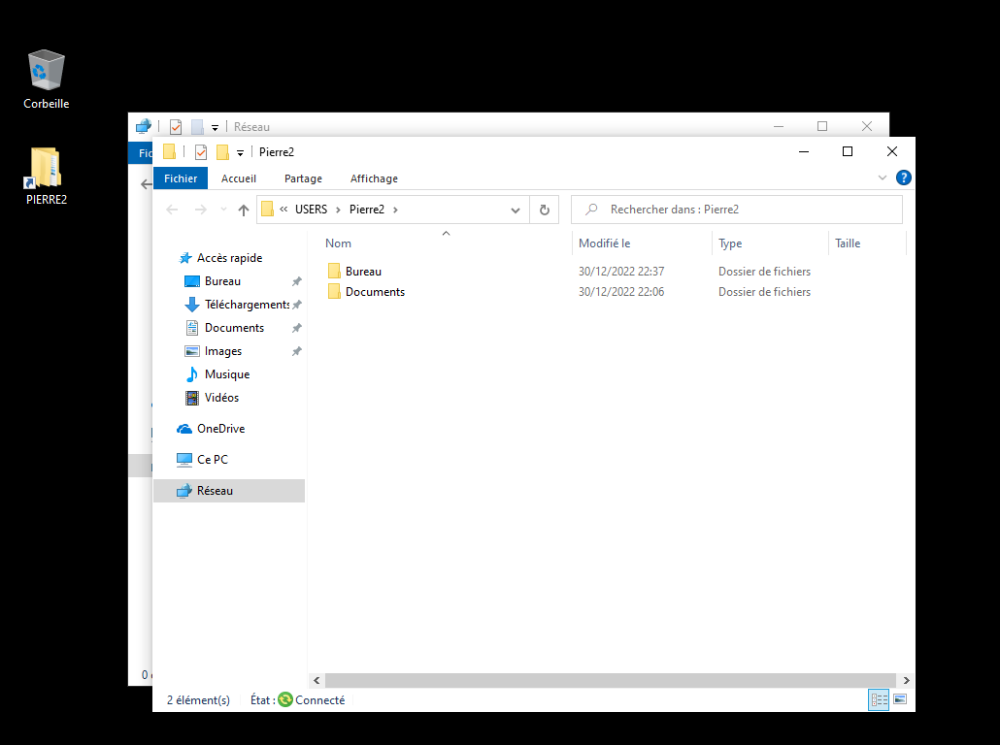 Corbeille
PIERRE2
Réseau
Fic
Pierre2
Fichier Accueil Partage Affichage
« USERS › Pierre2 ›
Rechercher dans : Pierre2
Nom Modifié le Type Taille
Accès rapide
Bureau
Téléchargements
Documents
Images
Musique
Vidéos
OneDrive
Ce PC
Réseau
Bureau 30/12/2022 22:37 Dossier de fichiers
Documents 30/12/2022 22:06 Dossier de fichiers
0
2 élément(s) État : Connecté